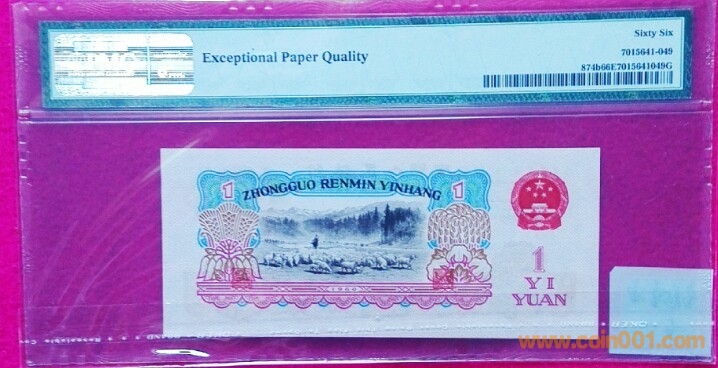 Sixty Six
Exceptional Paper Quality
7015641-049
874b66E7015641049G
1 ZHONGGUO RENMIN YINHANG 1
1
YI
YUAN
1960
www.coin001.com